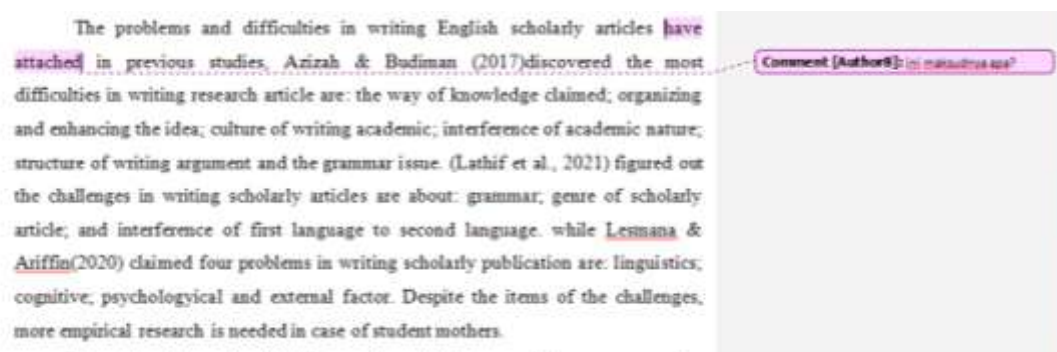 The problems and difficulties in writing English scholarly articles have
attached in previous studies, Azizah & Budiman (2017)discovered the most
Comment [Author8]: ini maksudnya apa?
difficulties in writing research article are: the way of knowledge claimed; organizing
and enhancing the idea; culture of writing academic; interference of academic nature;
structure of writing argument and the grammar issue. (Lathif et al., 2021) figured out
the challenges in writing scholarly articles are about: grammar; genre of scholarly
article; and interference of first language to second language. while Lesmana &
Ariffin(2020) claimed four problems in writing scholarly publication are: linguistics;
cognitive; psychologyical and external factor. Despite the items of the challenges,
more empirical research is needed in case of student mothers.